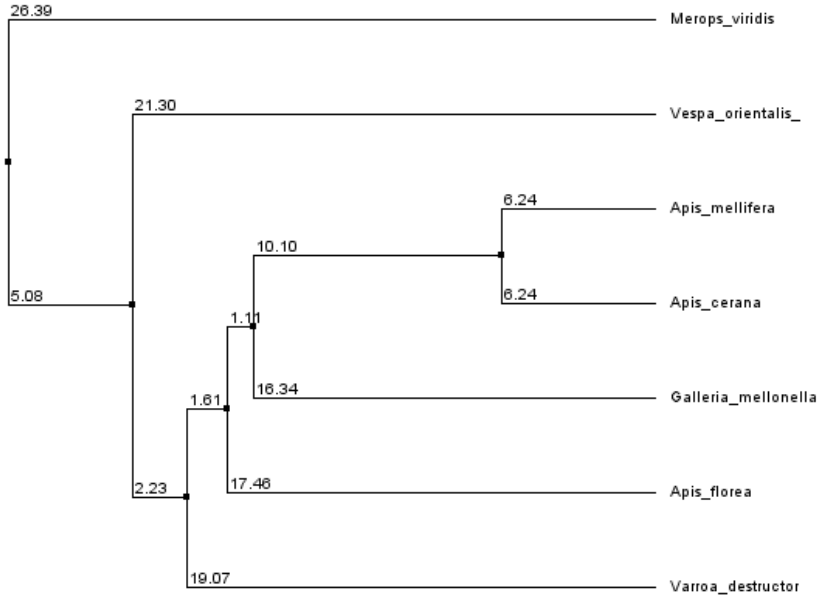 26.39
Merops_viridis
21.30
Vespa_orientalis_
6.24
Apis_mellifera
10.10
5.08
6.24
Apis_cerana
1.11
16.34
Galleria_mellonella
1.61
2.23
17.46
Apis_florea
19.07
Varroa_destructor